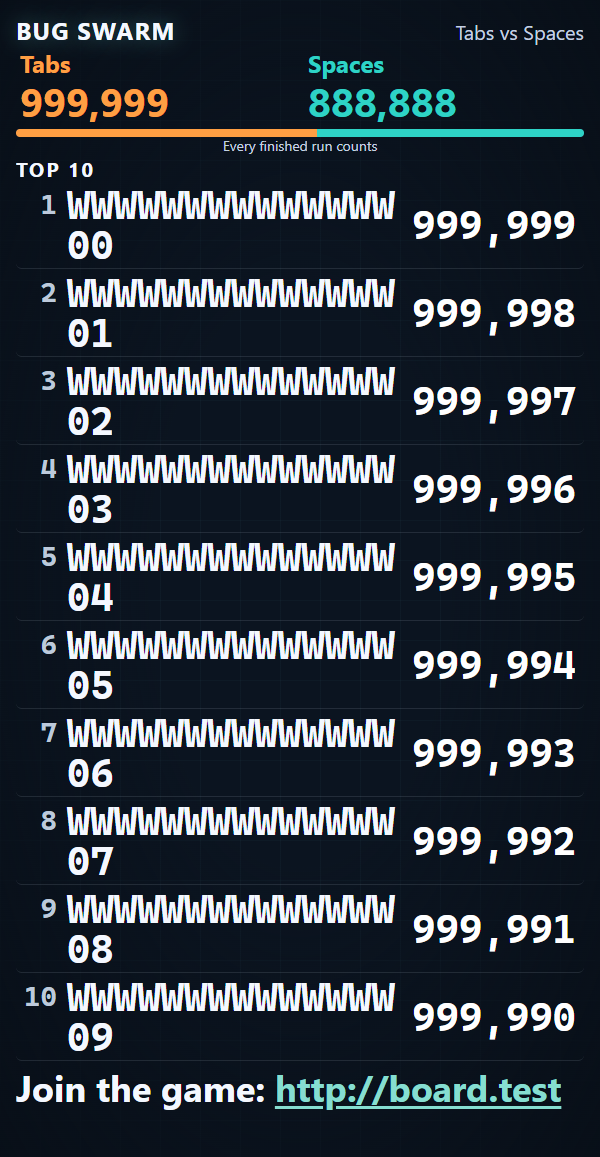 BUG SWARM
Tabs vs Spaces
Tabs
Spaces
999,999
888,888
Every finished run counts
TOP 10
1 WWWWWWWWWWWWWW 999,999
00
2 WWWWWWWWWWWWWW 999,998
01
3 WWWWWWWWWWWWWW 999,997
02
4 WWWWWWWWWWWWWW 999,996
03
5 WWWWWWWWWWWWWW 999,995
04
6 WWWWWWWWWWWWWW 999,994
05
7 WWWWWWWWWWWWWW 999,993
06
8 WWWWWWWWWWWWWW 999,992
07
9 WWWWWWWWWWWWWW 999,991
08
10 WWWWWWWWWWWWWW 999,990
09
Join the game: http://board.test